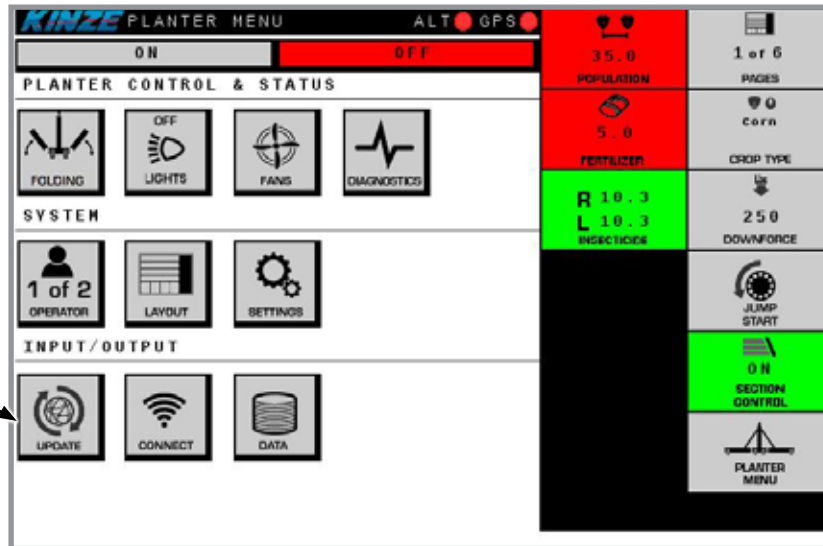 KINZE PLANTER MENU ALT GPS
ON OFF
PLANTER CONTROL & STATUS
FOLDING
OFF
LIGHTS
FANS
DIAGNOSTICS
SYSTEM
1 of 2
OPERATOR
LAYOUT
SETTINGS
INPUT/OUTPUT
UPDATE
CONNECT
DATA
35.0
POPULATION
5.0
FERTILIZER
R 10.3
L 10.3
INSECTICIDE
1 of 6
PAGES
Corn
CROP TYPE
Lbs
250
DOWNFORCE
JUMP
START
ON
SECTION
CONTROL
PLANTER
MENU